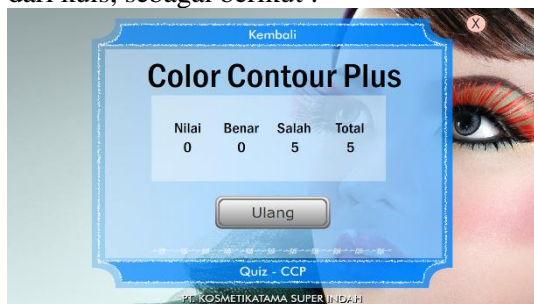 dari kuis, sebagai berikut :
Kembali
X
Color Contour Plus
Nilai Benar Salah Total
0 0 5 5
Ulang
Quiz - CCP
PT. KOSMETIKATAMA SUPER INDAH